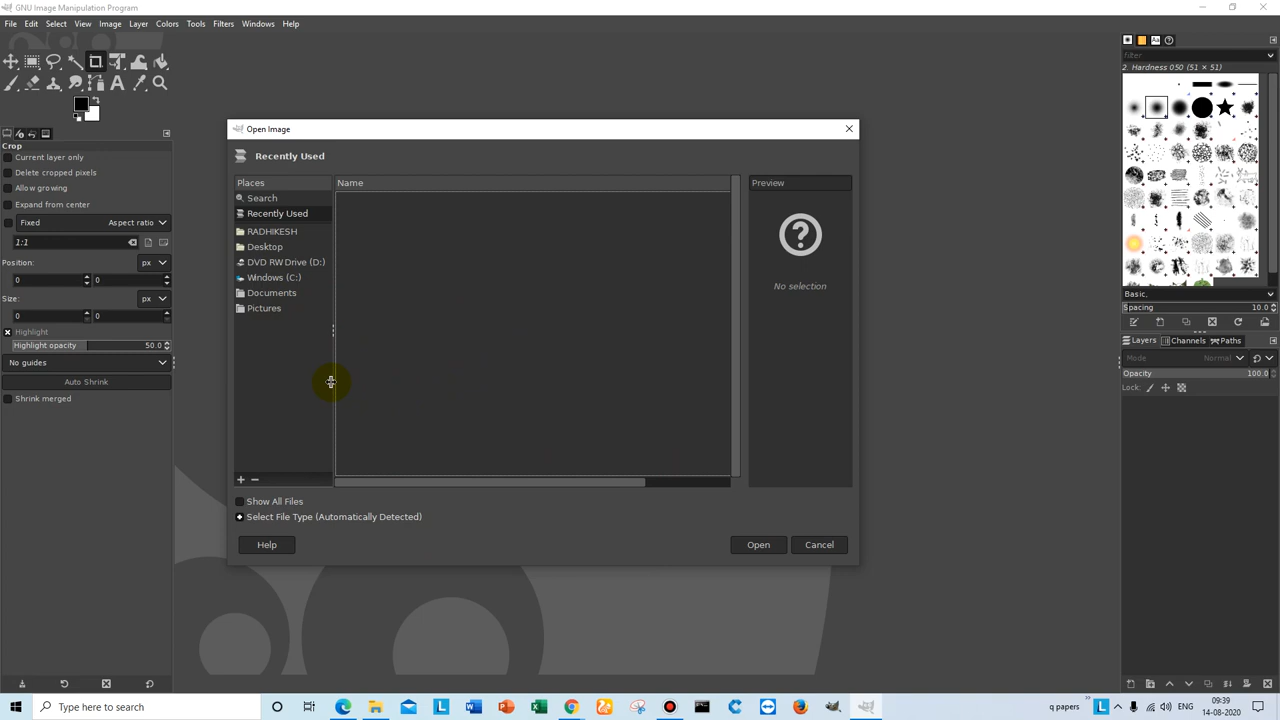 GNU Image Manipulation Program
File Edit Select View Image Layer Colors Tools Filters Windows Help
Crop
Current layer only
Delete cropped pixels
Allow growing
Expand from center
Fixed Aspect ratio
1:1
Position: px
0 0
Size: px
0 0
Highlight
Highlight opacity 50.0
No guides
Auto Shrink
Shrink merged
Open Image
Recently Used
Places
Search
Recently Used
RADHIKESH
Desktop
DVD RW Drive (D:)
Windows (C:)
Documents
Pictures
Name
Preview
No selection
Show All Files
Select File Type (Automatically Detected)
Help Open Cancel
Aa
filter
2. Hardness 050 (51 × 51)
Basic,
Spacing 10.0
Layers Channels Paths
Mode Normal
Opacity 100.0
Lock:
Type here to search
q papers
09:39
14-08-2020